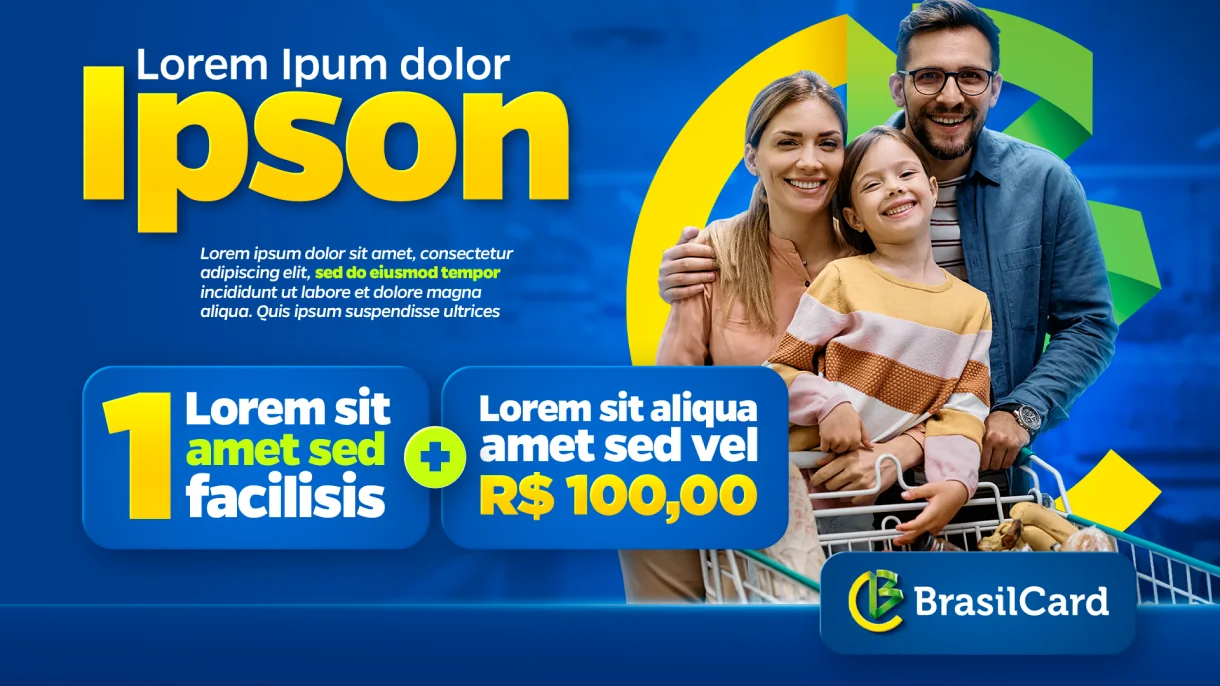 Lorem Ipum dolor
Ipson
Lorem ipsum dolor sit amet, consectetur
adipiscing elit, sed do eiusmod tempor
incididunt ut labore et dolore magna
aliqua. Quis ipsum suspendisse ultrices
1 Lorem sit
amet sed
facilisis
+
Lorem sit aliqua
amet sed vel
R$ 100,00
BrasilCard